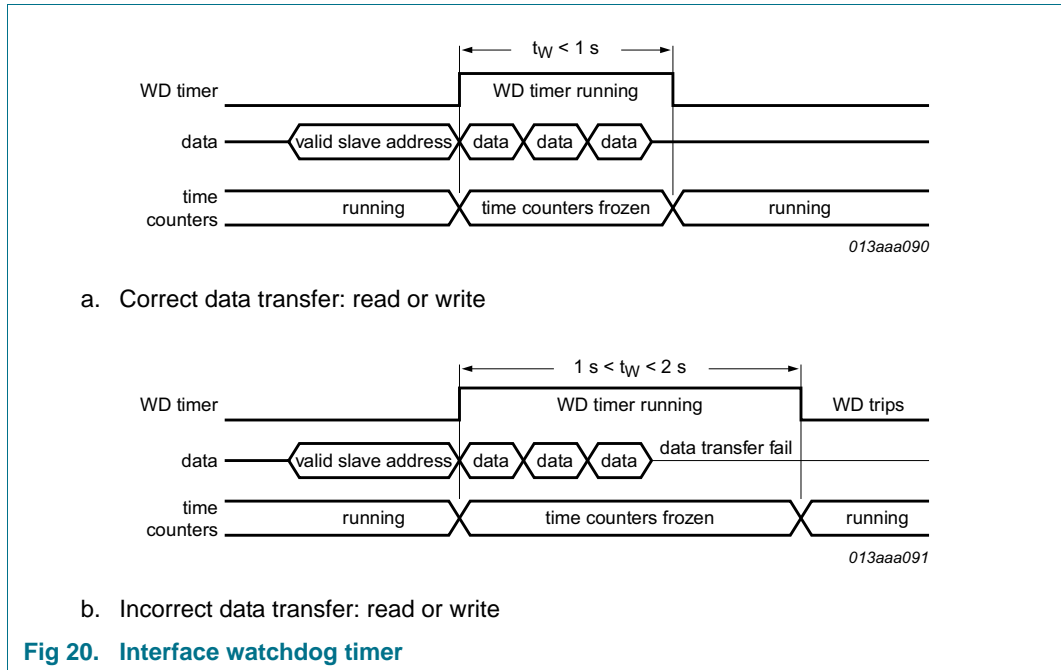 tW < 1 s
WD timer
WD timer running
data
valid slave address
data
data
data
time
counters
running
time counters frozen
running
013aaa090
a. Correct data transfer: read or write
1 s < tW < 2 s
WD timer
WD timer running
WD trips
data
valid slave address
data
data
data
data transfer fail
time
counters
running
time counters frozen
running
013aaa091
b. Incorrect data transfer: read or write
Fig 20. Interface watchdog timer